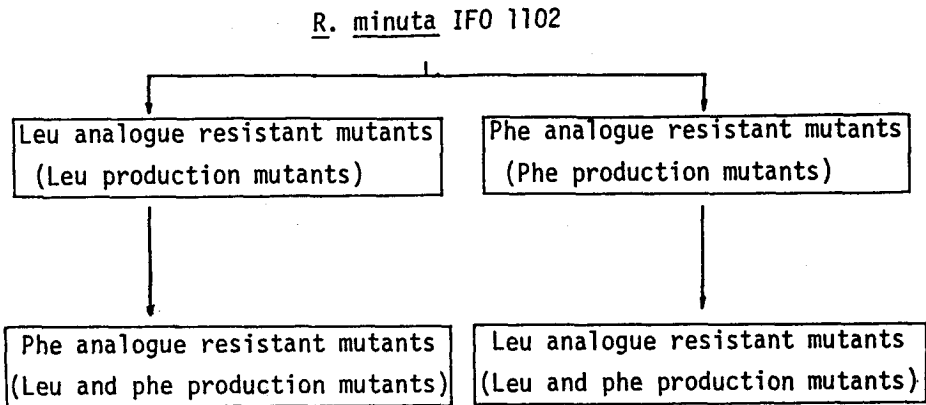 R. minuta IFO 1102
Leu analogue resistant mutants
(Leu production mutants)
Phe analogue resistant mutants
(Phe production mutants)
Phe analogue resistant mutants
(Leu and phe production mutants)
Leu analogue resistant mutants
(Leu and phe production mutants)